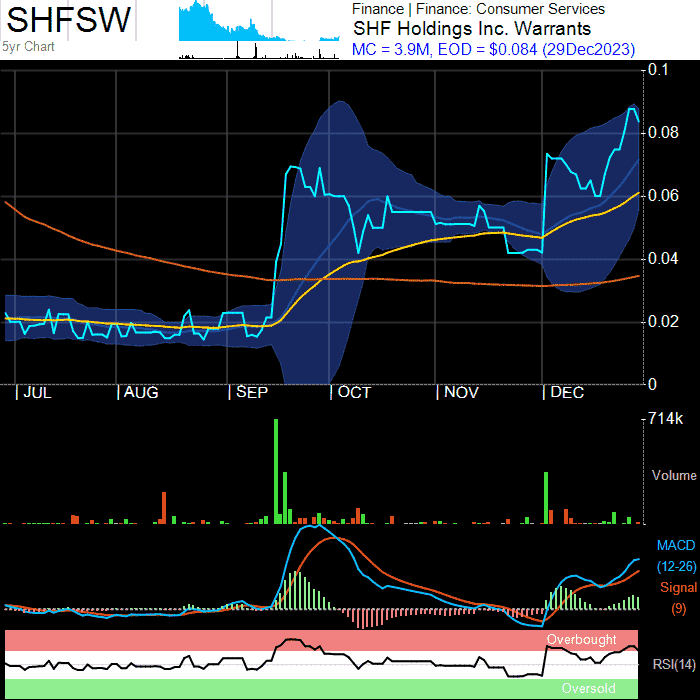 SHFSW
5yr Chart
Finance | Finance: Consumer Services
SHF Holdings Inc. Warrants
MC = 3.9M, EOD = $0.084 (29Dec2023)
0.1
0.08
0.06
0.04
0.02
0
JUL AUG SEP OCT NOV DEC
714k
Volume
MACD
(12-26)
Signal
(9)
Overbought
RSI(14)
Oversold